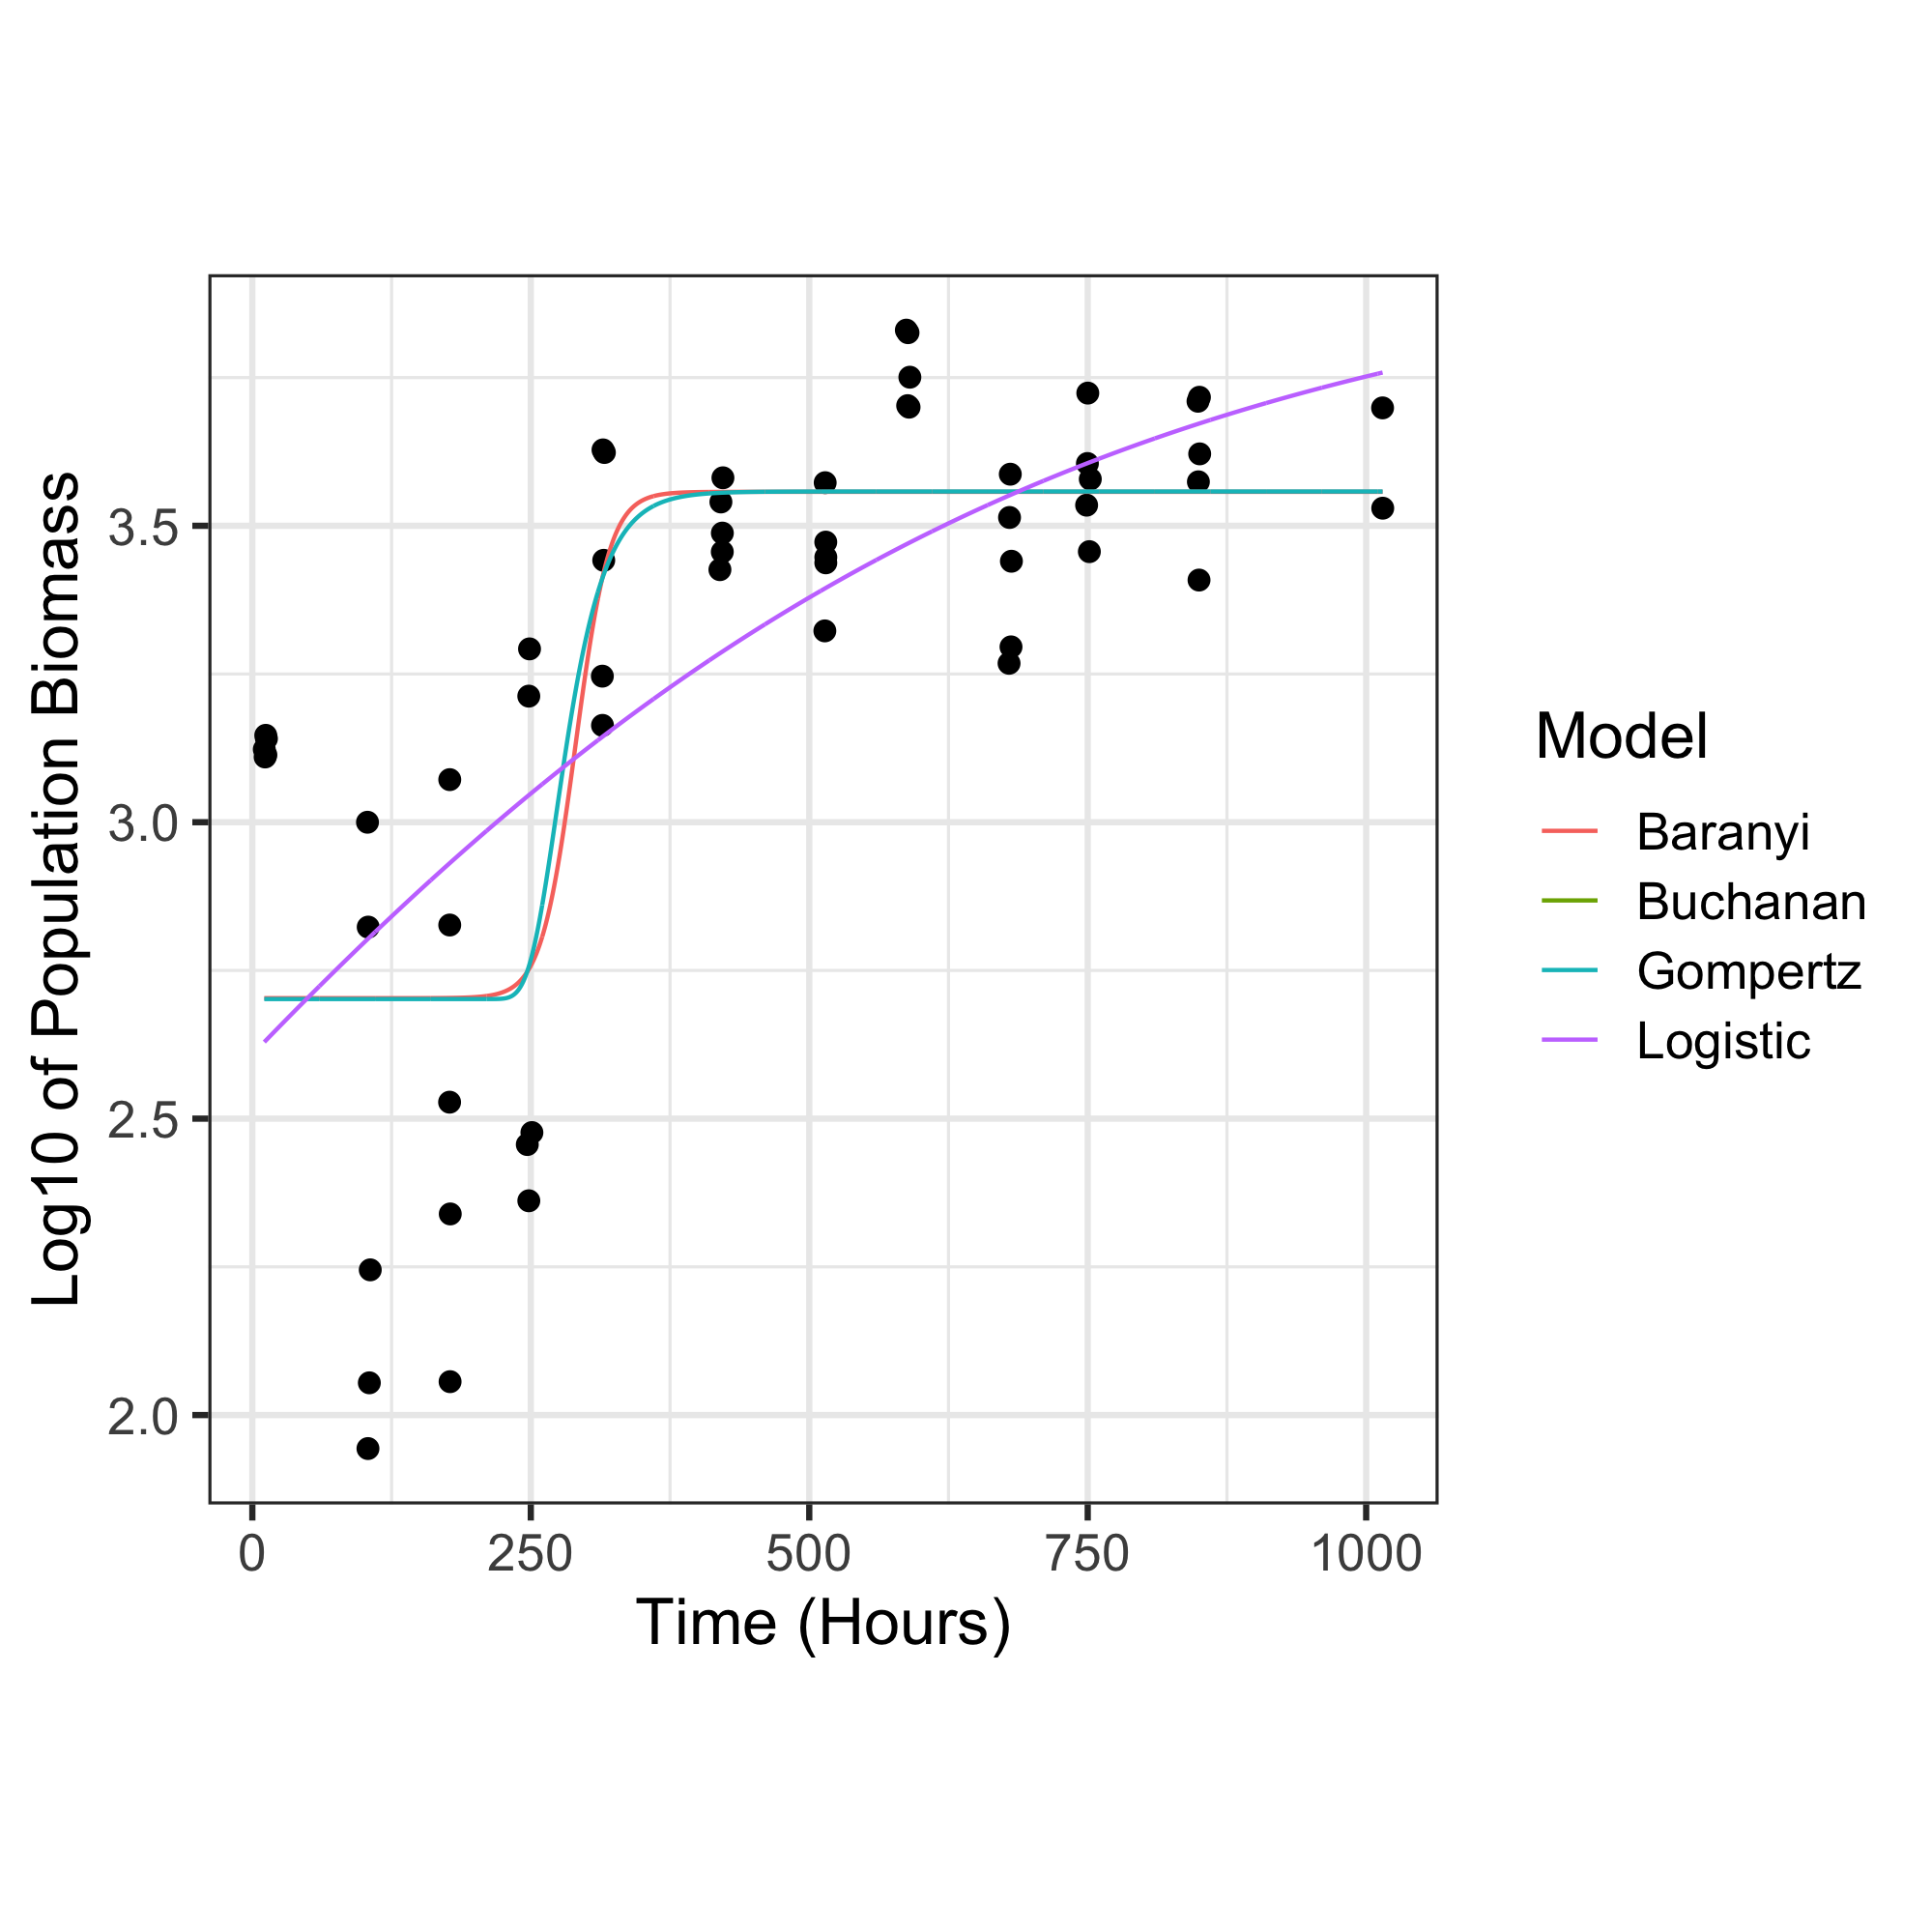 Log10 of Population Biomass
3.5
3.0
2.5
2.0
0 250 500 750 1000
Time (Hours)
Model
Baranyi
Buchanan
Gompertz
Logistic